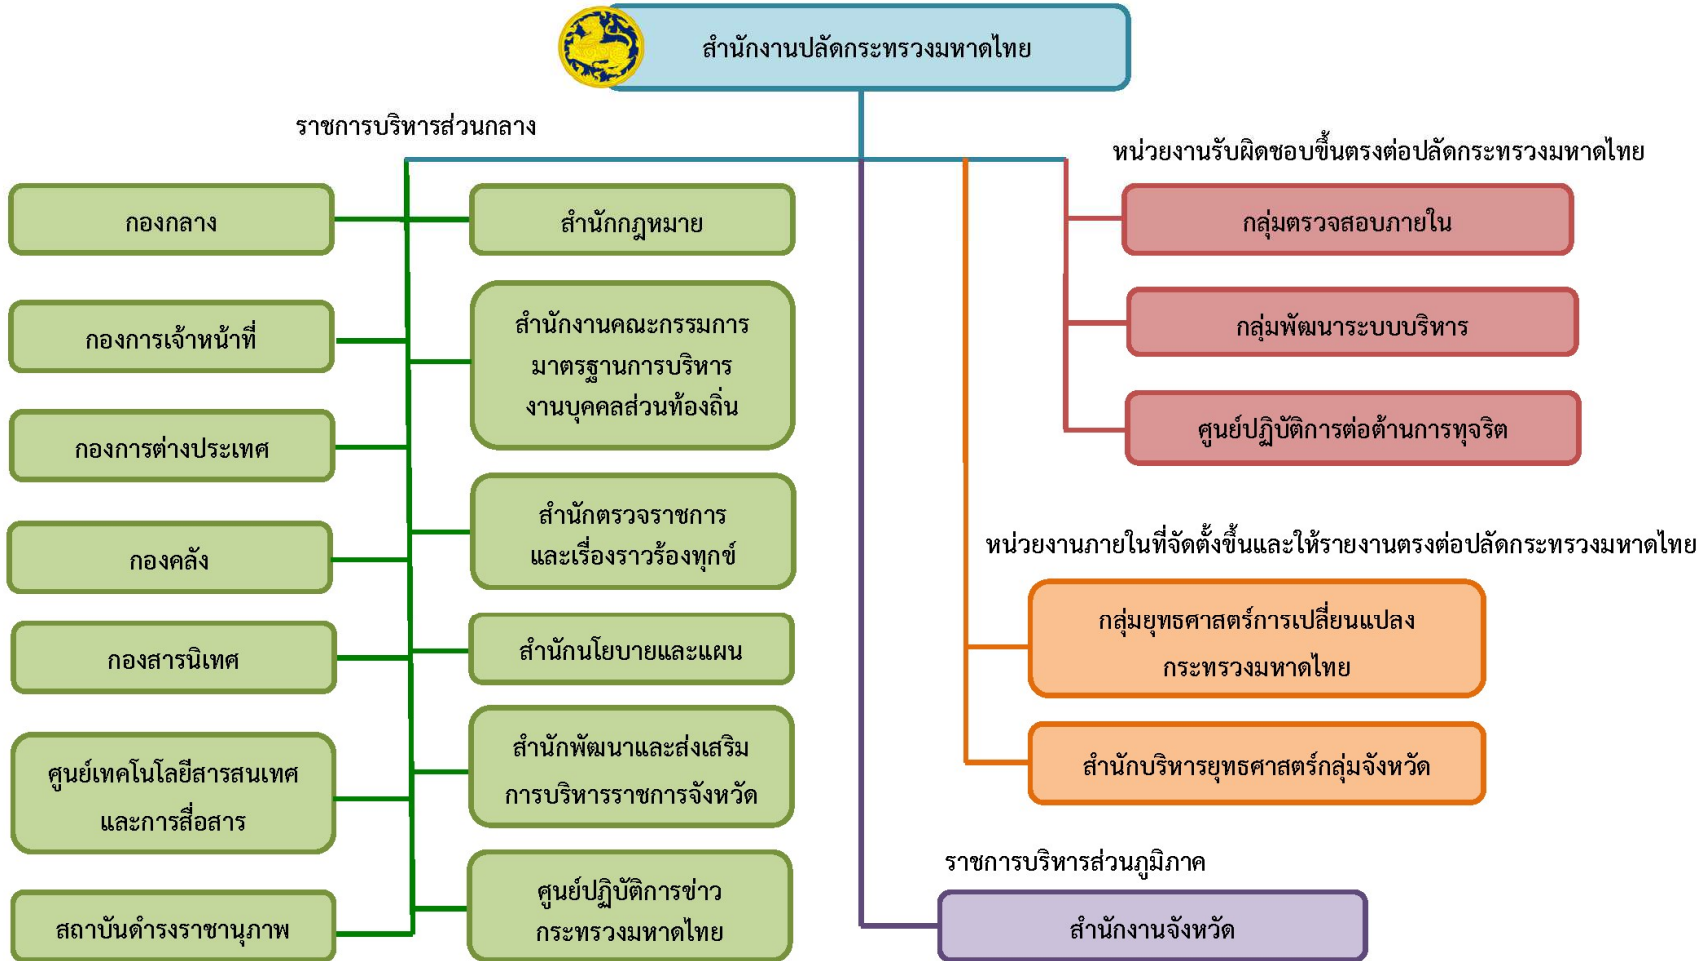 สำนักงานปลัดกระทรวงมหาดไทย
ราชการบริหารส่วนกลาง
กองกลาง
สำนักกฎหมาย
กองการเจ้าหน้าที่
สำนักงานคณะกรรมการ
มาตรฐานการบริหาร
งานบุคคลส่วนท้องถิ่น
กองการต่างประเทศ
สำนักตรวจราชการ
และเรื่องราวร้องทุกข์
กองคลัง
กองสารนิเทศ
สำนักนโยบายและแผน
ศูนย์เทคโนโลยีสารสนเทศ
และการสื่อสาร
สำนักพัฒนาและส่งเสริม
การบริหารราชการจังหวัด
สถาบันดำรงราชานุภาพ
ศูนย์ปฏิบัติการข่าว
กระทรวงมหาดไทย
หน่วยงานรับผิดชอบขึ้นตรงต่อปลัดกระทรวงมหาดไทย
กลุ่มตรวจสอบภายใน
กลุ่มพัฒนาระบบบริหาร
ศูนย์ปฏิบัติการต่อต้านการทุจริต
หน่วยงานภายในที่จัดตั้งขึ้นและให้รายงานตรงต่อปลัดกระทรวงมหาดไทย
กลุ่มยุทธศาสตร์การเปลี่ยนแปลง
กระทรวงมหาดไทย
สำนักบริหารยุทธศาสตร์กลุ่มจังหวัด
ราชการบริหารส่วนภูมิภาค
สำนักงานจังหวัด